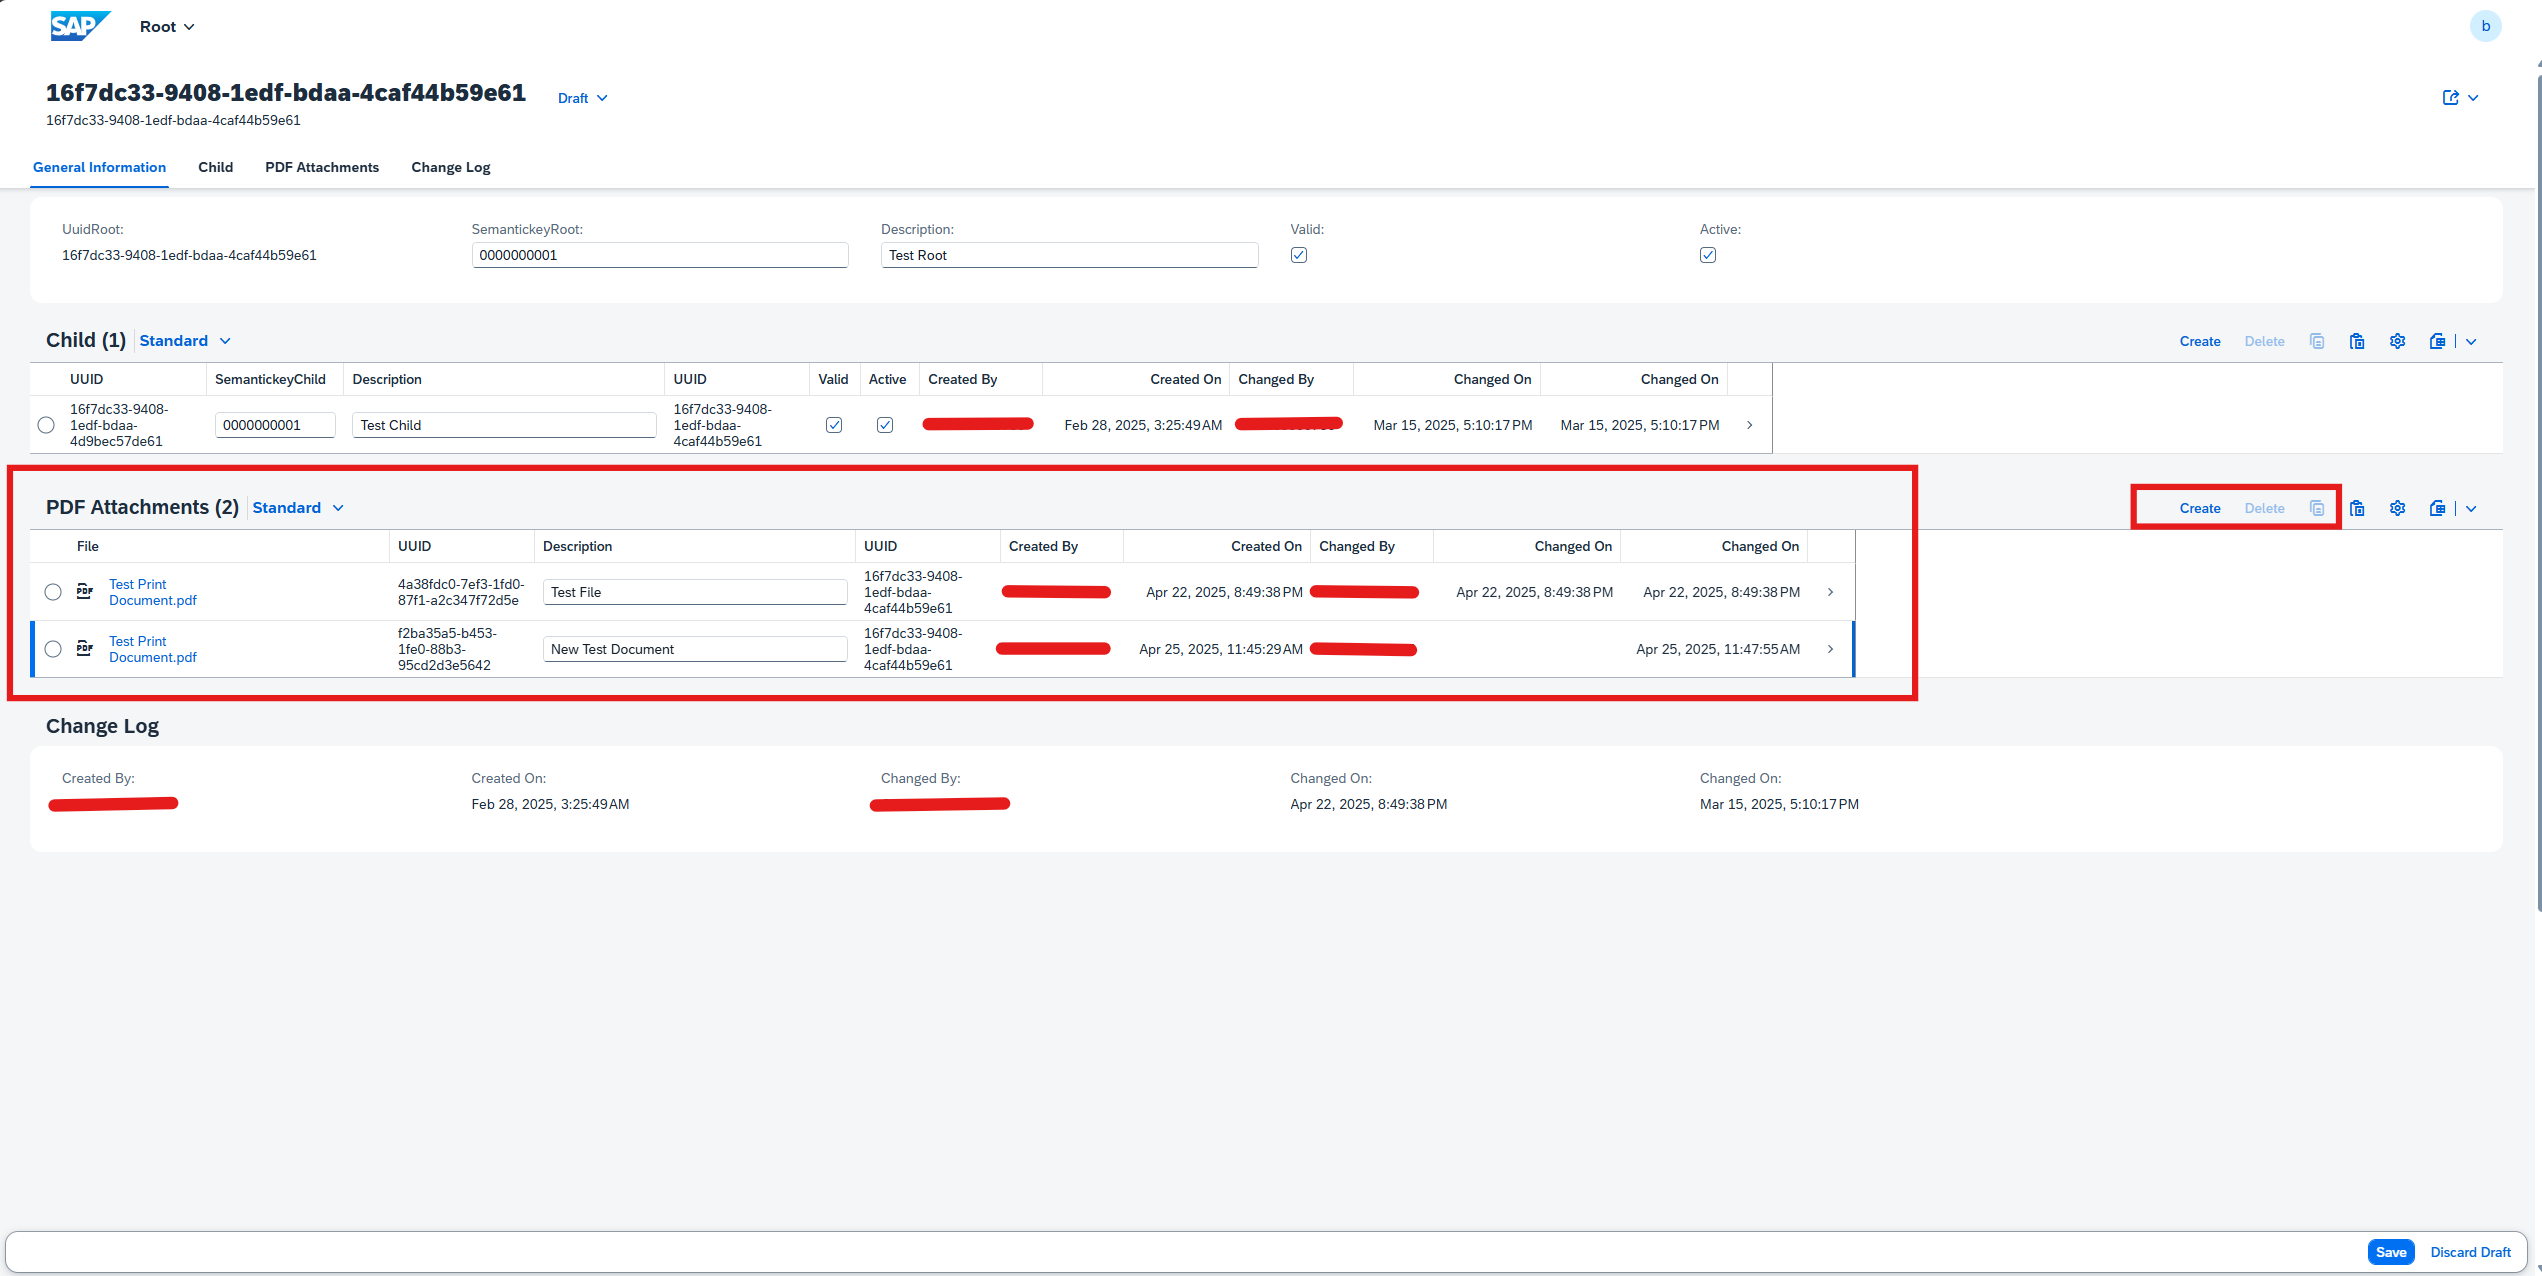 SAP Root b
16f7dc33-9408-1edf-bdaa-4caf44b59e61 Draft
16f7dc33-9408-1edf-bdaa-4caf44b59e61
General Information Child PDF Attachments Change Log
UuidRoot: SemantickeyRoot: Description: Valid: Active:
16f7dc33-9408-1edf-bdaa-4caf44b59e61 0000000001 Test Root
Child (1) Standard Create Delete
UUID SemantickeyChild Description UUID Valid Active Created By Created On Changed By Changed On Changed On
16f7dc33-9408- 16f7dc33-9408-
1edf-bdaa- 0000000001 Test Child 1edf-bdaa- Feb 28, 2025, 3:25:49 AM Mar 15, 2025, 5:10:17 PM Mar 15, 2025, 5:10:17 PM
4d9bec57de61 4caf44b59e61
PDF Attachments (2) Standard Create Delete
File UUID Description UUID Created By Created On Changed By Changed On Changed On
PDF Test Print 4a38fdc0-7ef3-1fd0- Test File 16f7dc33-9408- Apr 22, 2025, 8:49:38 PM Apr 22, 2025, 8:49:38 PM Apr 22, 2025, 8:49:38 PM
Document.pdf 87f1-a2c347f72d5e 1edf-bdaa-
4caf44b59e61
PDF Test Print f2ba35a5-b453- New Test Document 16f7dc33-9408- Apr 25, 2025, 11:45:29 AM Apr 25, 2025, 11:47:55 AM
Document.pdf 1fe0-88b3- 1edf-bdaa-
95cd2d3e5642 4caf44b59e61
Change Log
Created By: Created On: Changed By: Changed On: Changed On:
Feb 28, 2025, 3:25:49 AM Apr 22, 2025, 8:49:38 PM Mar 15, 2025, 5:10:17 PM
Save Discard Draft